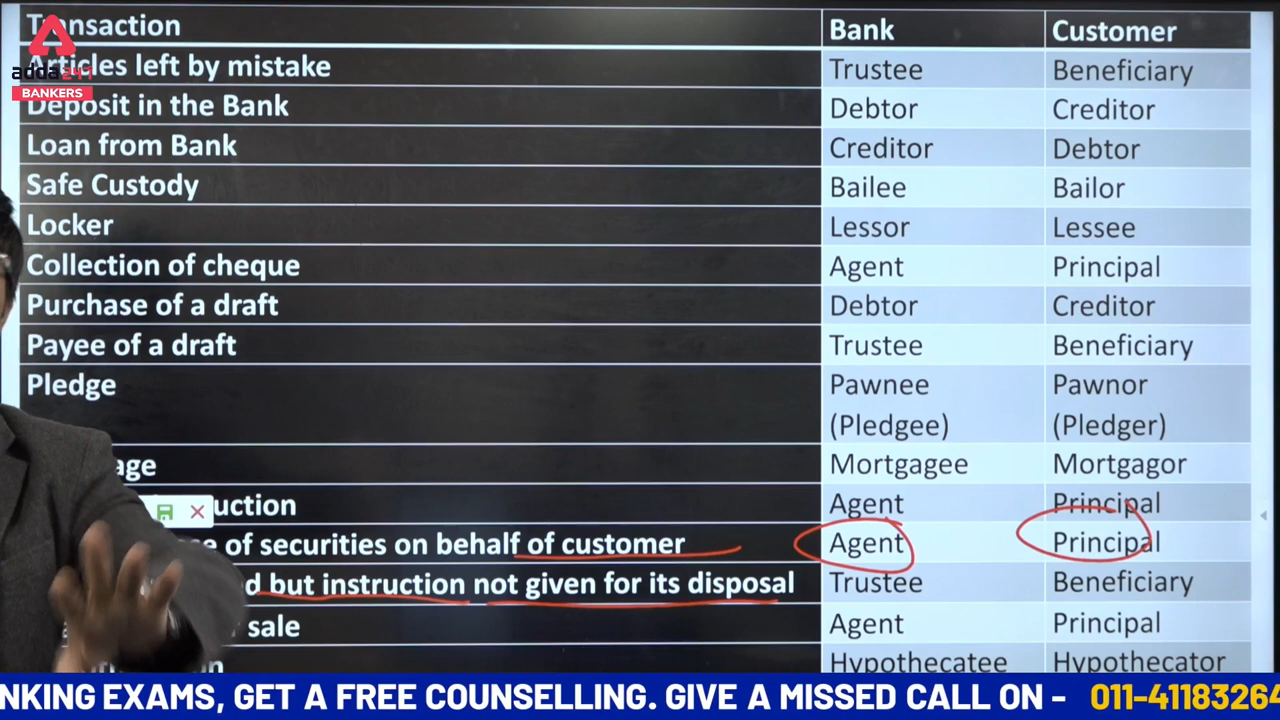 Transaction Bank Customer
Articles left by mistake Trustee Beneficiary
adda 241
BANKERS
Deposit in the Bank Debtor Creditor
Loan from Bank Creditor Debtor
Safe Custody Bailee Bailor
Locker Lessor Lessee
Collection of cheque Agent Principal
Purchase of a draft Debtor Creditor
Payee of a draft Trustee Beneficiary
Pledge Pawnee Pawnor
(Pledgee) (Pledger)
age Mortgagee Mortgagor
uction Agent Principal
e of securities on behalf of customer Agent Principal
d but instruction not given for its disposal Trustee Beneficiary
sale Agent Principal
Hypothecatee Hypothecator
NKING EXAMS, GET A FREE COUNSELLING. GIVE A MISSED CALL ON - 011-41183264